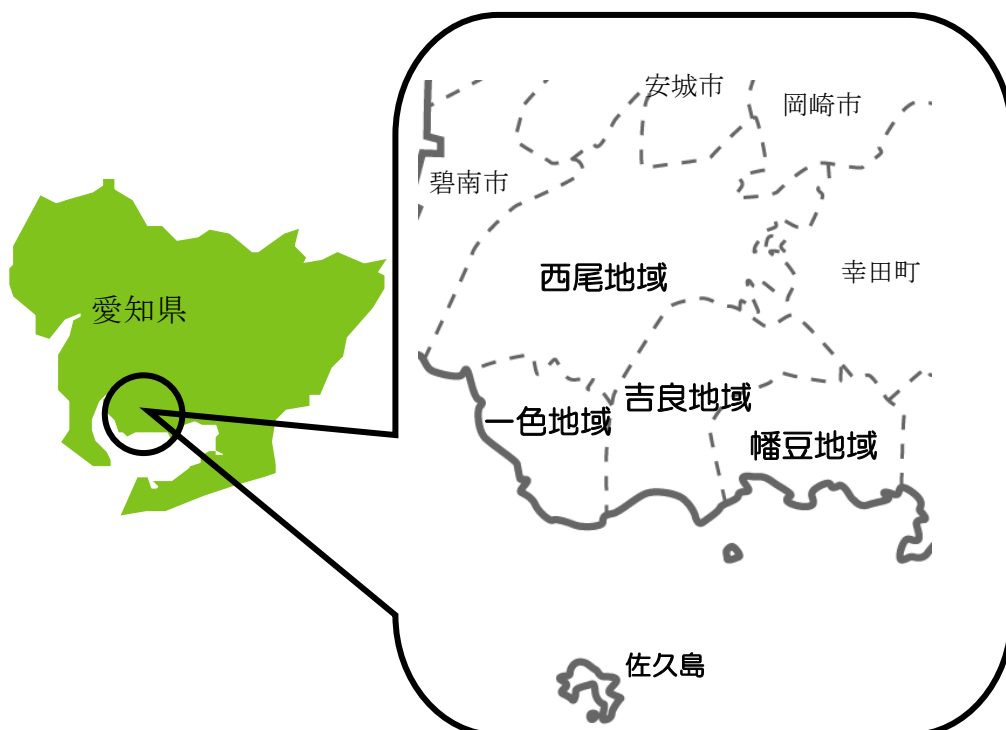 安城市
岡崎市
碧南市
西尾地域
幸田町
愛知県
吉良地域
一色地域
幡豆地域
佐久島